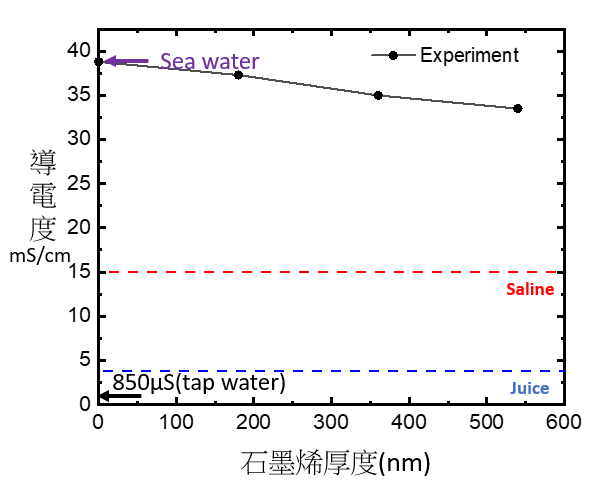 40
35
30
25
20
15
10
5
0
導電度
mS/cm
Sea water
Experiment
Saline
850μS(tap water)
Juice
0 100 200 300 400 500 600
石墨烯厚度(nm)